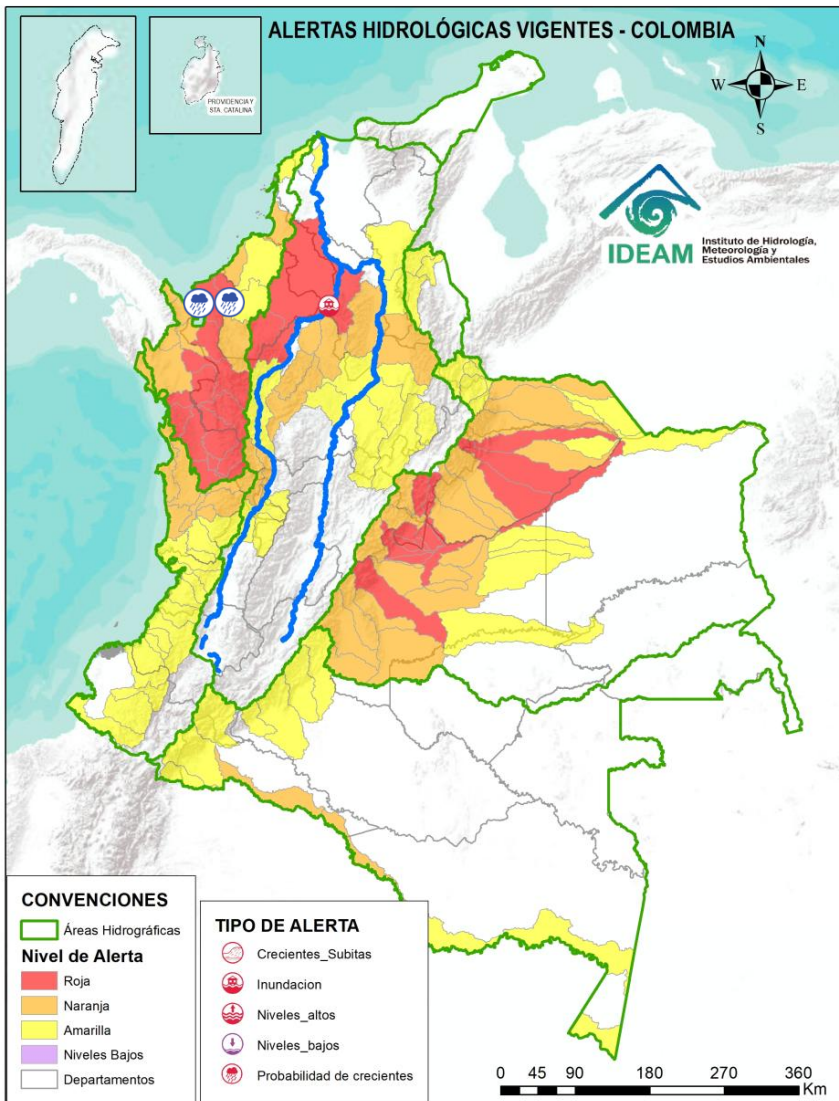 ALERTAS HIDROLÓGICAS VIGENTES - COLOMBIA
PROVIDENCIA Y
STA. CATALINA
N
W E
S
IDEAM
Instituto de Hidrología,
Meteorología y
Estudios Ambientales
CONVENCIONES
Áreas Hidrográficas
Nivel de Alerta
Roja
Naranja
Amarilla
Niveles Bajos
Departamentos
TIPO DE ALERTA
Crecientes_Subitas
Inundacion
Niveles_altos
Niveles_bajos
Probabilidad de crecientes
0 45 90 180 270 360
Km